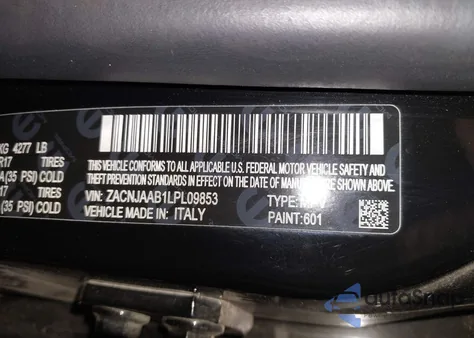 KG 4277 LB
R17 TIRES
(35 PSI) COLD
17 TIRES
(35 PSI) COLD
THIS VEHICLE CONFORMS TO ALL APPLICABLE U.S. FEDERAL MOTOR VEHICLE SAFETY
AND THEFT PREVENTION STANDARDS IN EFFECT ON THE DATE OF MANUFACTURE
VIN: ZACNJAAB1LPL09853 TYPE:
VEHICLE MADE IN: ITALY PAINT: 601
autoSnap